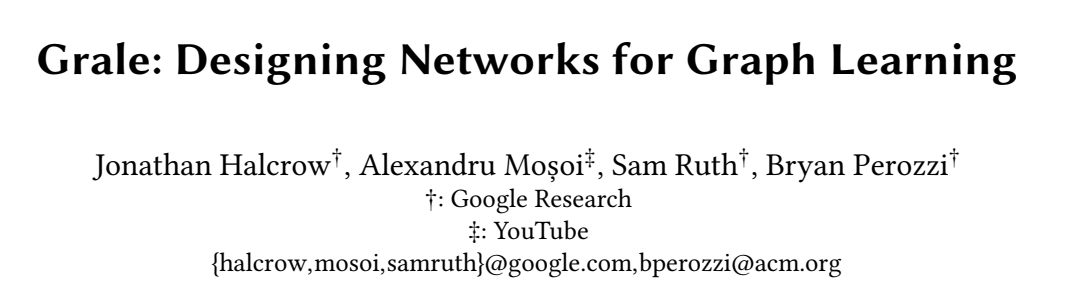 Grale: Designing Networks for Graph Learning
Jonathan Halcrow†, Alexandru Moșoi‡, Sam Ruth†, Bryan Perozzi†
†: Google Research
‡: YouTube
{halcrow,mosoi,samruth}@google.com,bperozzi@acm.org